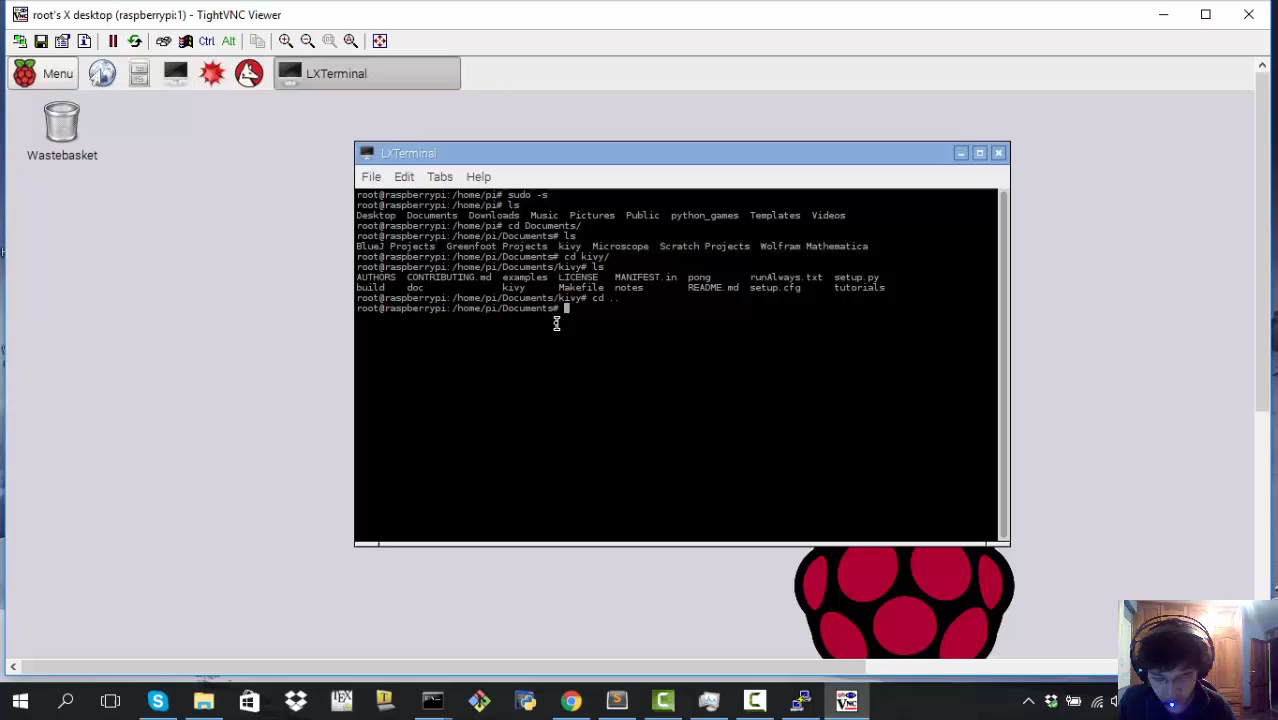 root's X desktop (raspberrypi:1) - TightVNC Viewer
Ctrl Alt
Menu LXTerminal
Wastebasket
LXTerminal
File Edit Tabs Help
root@raspberrypi:/home/pi# sudo -s
root@raspberrypi:/home/pi# ls
Desktop Documents Downloads Music Pictures Public python_games Templates Videos
root@raspberrypi:/home/pi# cd Documents/
root@raspberrypi:/home/pi/Documents# ls
BlueJ Projects Greenfoot Projects kivy Microscope Scratch Projects Wolfram Mathematica
root@raspberrypi:/home/pi/Documents# cd kivy/
root@raspberrypi:/home/pi/Documents/kivy# ls
AUTHORS CONTRIBUTING.md examples LICENSE MANIFEST.in pong runAlways.txt setup.py
build doc kivy Makefile notes README.md setup.cfg tutorials
root@raspberrypi:/home/pi/Documents/kivy# cd ..
root@raspberrypi:/home/pi/Documents#